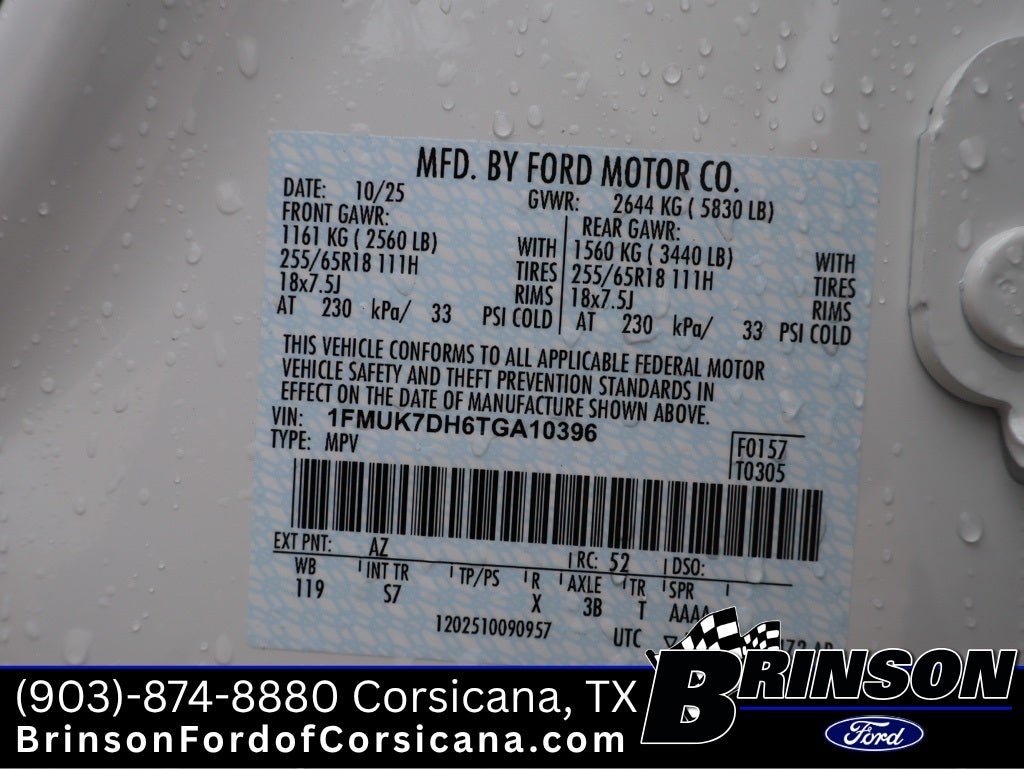 MFD. BY FORD MOTOR CO.
DATE: 10/25 GVWR: 2644 KG ( 5830 LB)
FRONT GAWR: REAR GAWR:
1161 KG ( 2560 LB) WITH 1560 KG ( 3440 LB) WITH
255/65R18 111H TIRES 255/65R18 111H TIRES
18x7.5J RIMS 18x7.5J RIMS
AT 230 kPa/ 33 PSI COLD AT 230 kPa/ 33 PSI COLD
THIS VEHICLE CONFORMS TO ALL APPLICABLE FEDERAL MOTOR
VEHICLE SAFETY AND THEFT PREVENTION STANDARDS IN
EFFECT ON THE DATE OF MANUFACTURE SHOWN ABOVE.
VIN: 1FMUK7DH6TGA10396
TYPE: MPV F0157
T0305
EXT PNT: AZ RC: 52 DSO:
WB INT TR TP/PS R AXLE TR SPR
119 S7 X 3B T AAAA
1202510090957 UTC
(903)-874-8880 Corsicana, TX
BrinsonFordofCorsicana.com
BRINSON
Ford